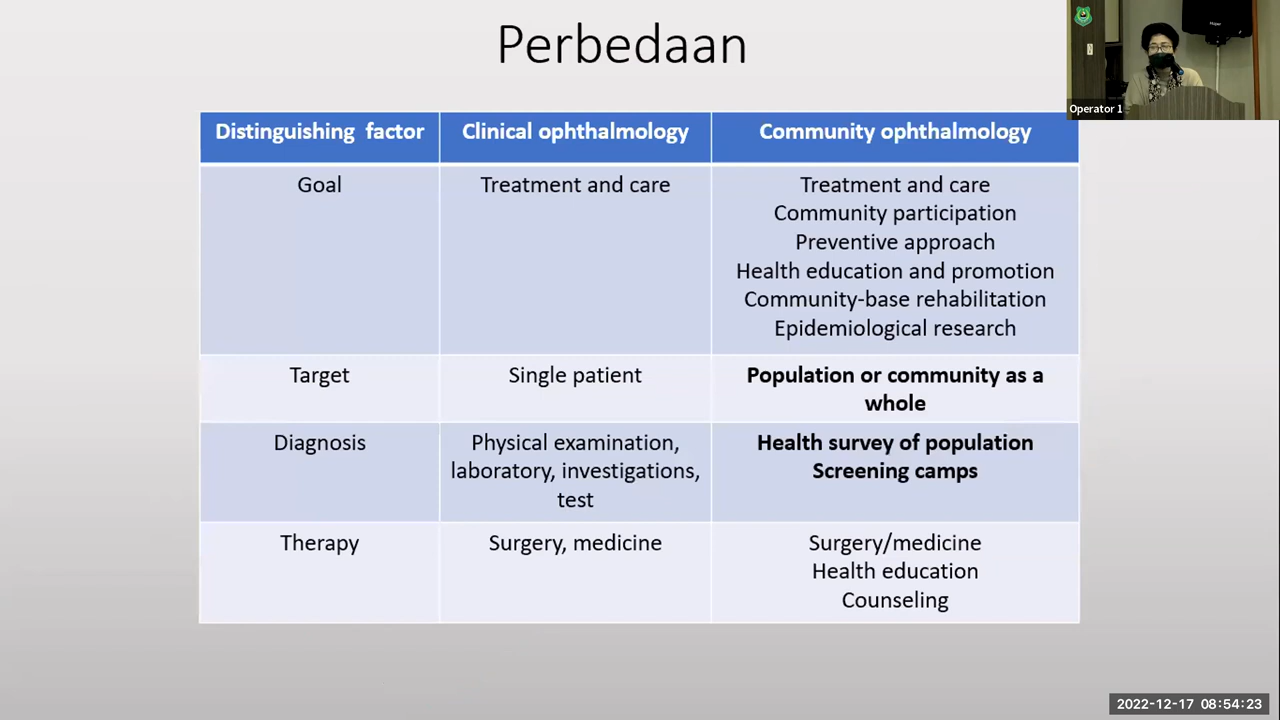 Perbedaan
Operator 1
Distinguishing factor
Clinical ophthalmology
Community ophthalmology
Goal
Treatment and care
Treatment and care
Community participation
Preventive approach
Health education and promotion
Community-base rehabilitation
Epidemiological research
Target
Single patient
Population or community as a
whole
Diagnosis
Physical examination,
laboratory, investigations,
test
Health survey of population
Screening camps
Therapy
Surgery, medicine
Surgery/medicine
Health education
Counseling
2022-12-17 08:54:23